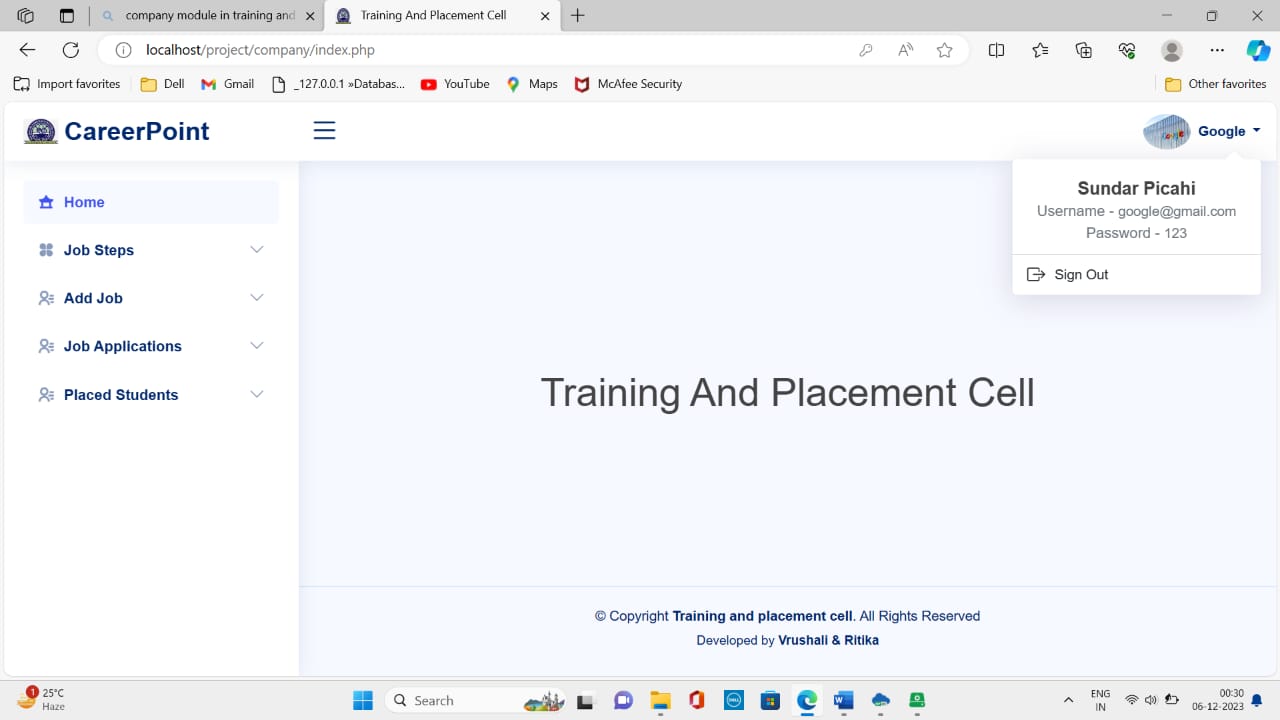 company module in training and
Training And Placement Cell
localhost/project/company/index.php
Import favorites
Dell
Gmail
_127.0.0.1 »Databas...
YouTube
Maps
McAfee Security
Other favorites
CareerPoint
Google
Sundar Picahi
Username - google@gmail.com
Password - 123
Sign Out
Home
Job Steps
Add Job
Job Applications
Placed Students
Training And Placement Cell
© Copyright Training and placement cell. All Rights Reserved
Developed by Vrushali & Ritika
1
25°C
Haze
Search
ENG
IN
00:30
06-12-2023